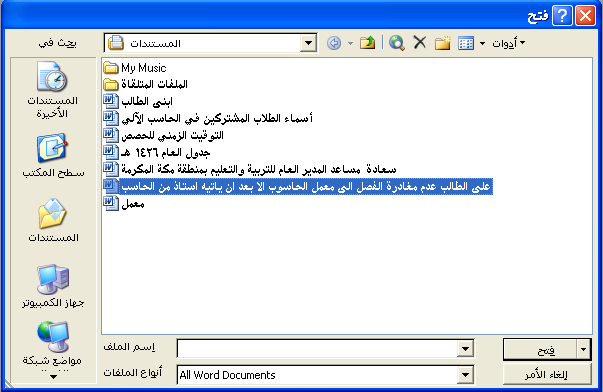 فتح
بحث في
المستندات
أدوات
My Music
الملفات المتلقاة
ابنى الطالب
أسماء الطلاب المشتركين في الحاسب الآلي
التوقيت الزمني للحصص
جدول العام ١٤٢٦ هـ
سعادة مساعد المدير العام للتربية والتعليم بمنطقة مكة المكرمة
على الطالب عدم مغادرة الفصل الى معمل الحاسوب الا بعد ان ياتيه استاذ من الحاسب
معمل
المستندات
الأخيرة
سطح المكتب
المستندات
جهاز الكمبيوتر
مواضع شبكة
إسم الملف
فتح
أنواع الملفات
All Word Documents
إلغاء الأمر